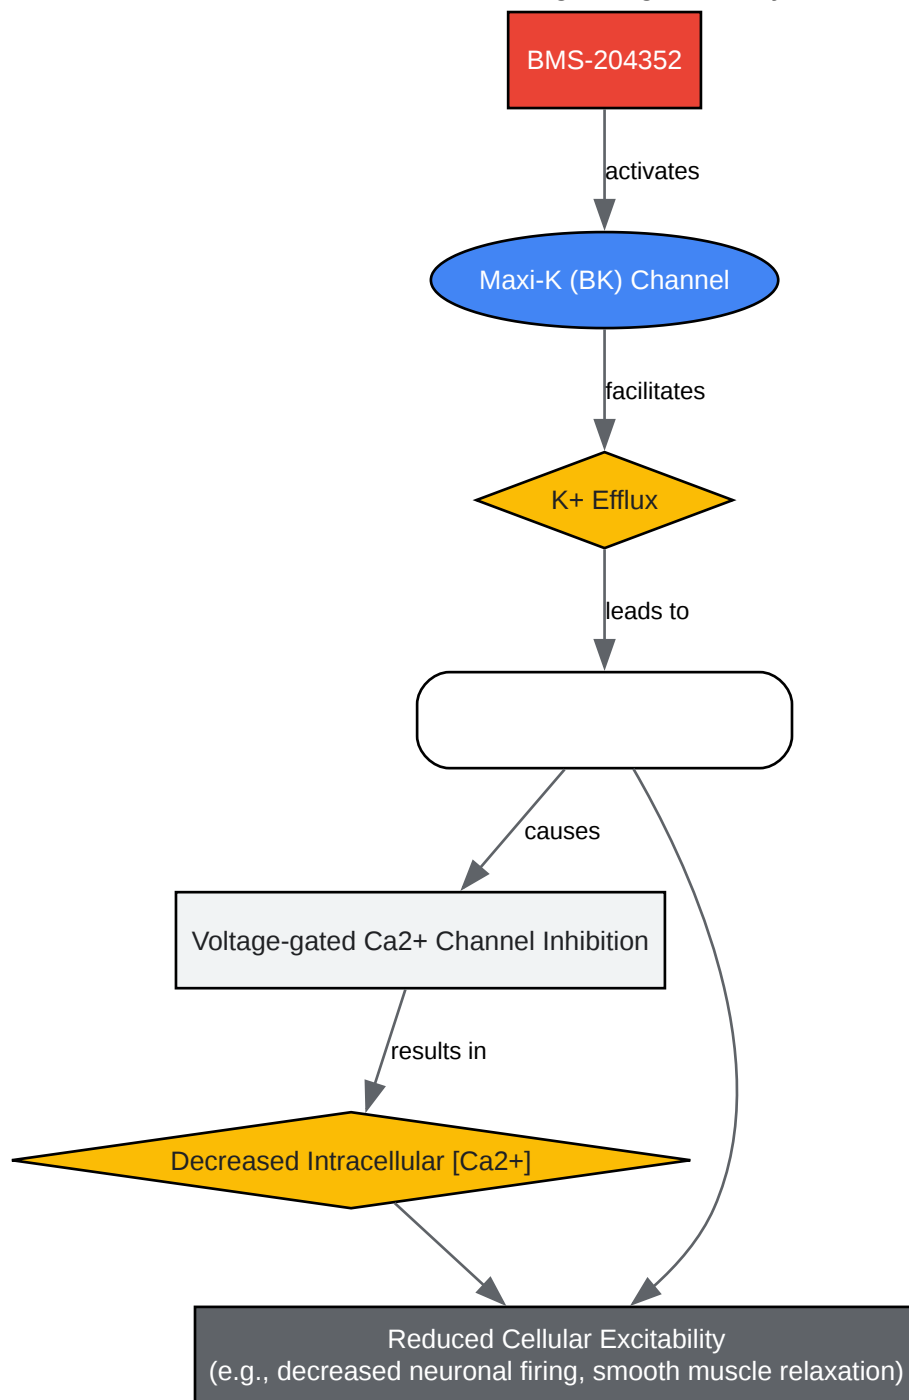 BMS-204352
activates
Maxi-K (BK) Channel
facilitates
K+ Efflux
leads to
causes
Voltage-gated Ca2+ Channel Inhibition
results in
Decreased Intracellular [Ca2+]
Reduced Cellular Excitability
(e.g., decreased neuronal firing, smooth muscle relaxation)